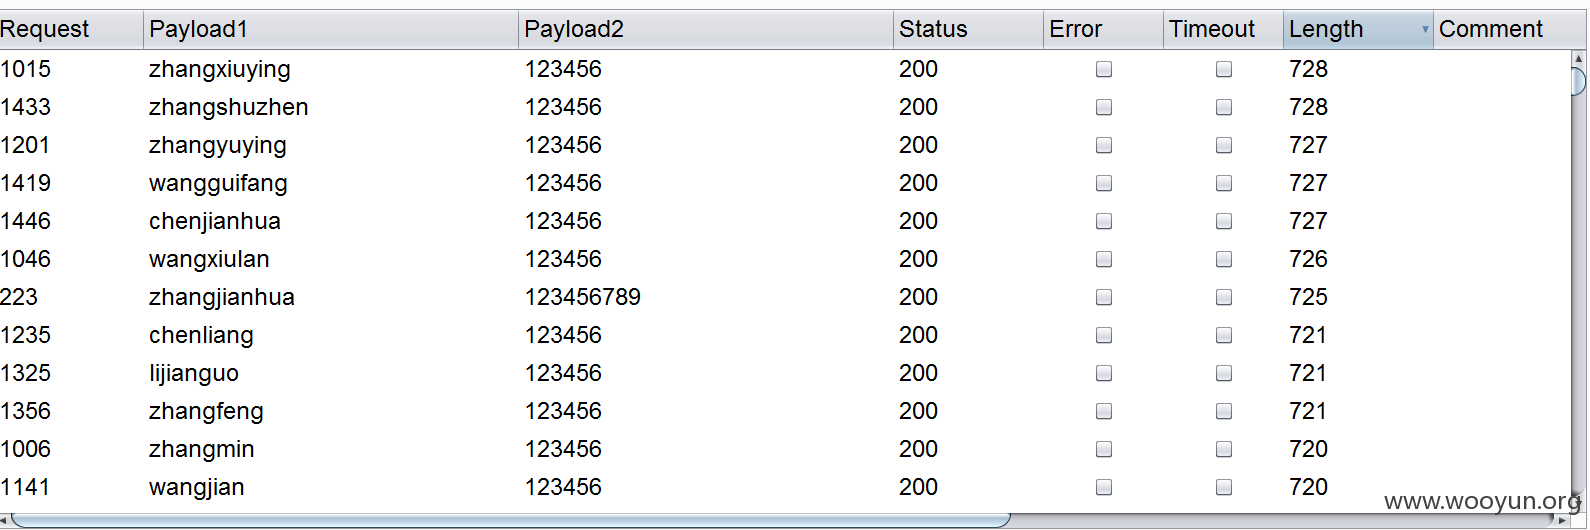 Request Payload1 Payload2 Status Error Timeout Length Comment
1015 zhangxiuying 123456 200 728
1433 zhangshuzhen 123456 200 728
1201 zhangyuying 123456 200 727
1419 wangguifang 123456 200 727
1446 chenjianhua 123456 200 727
1046 wangxiulan 123456 200 726
223 zhangjianhua 123456789 200 725
1235 chenliang 123456 200 721
1325 lijianguo 123456 200 721
1356 zhangfeng 123456 200 721
1006 zhangmin 123456 200 720
1141 wangjian 123456 200 720
www.wooyun.org